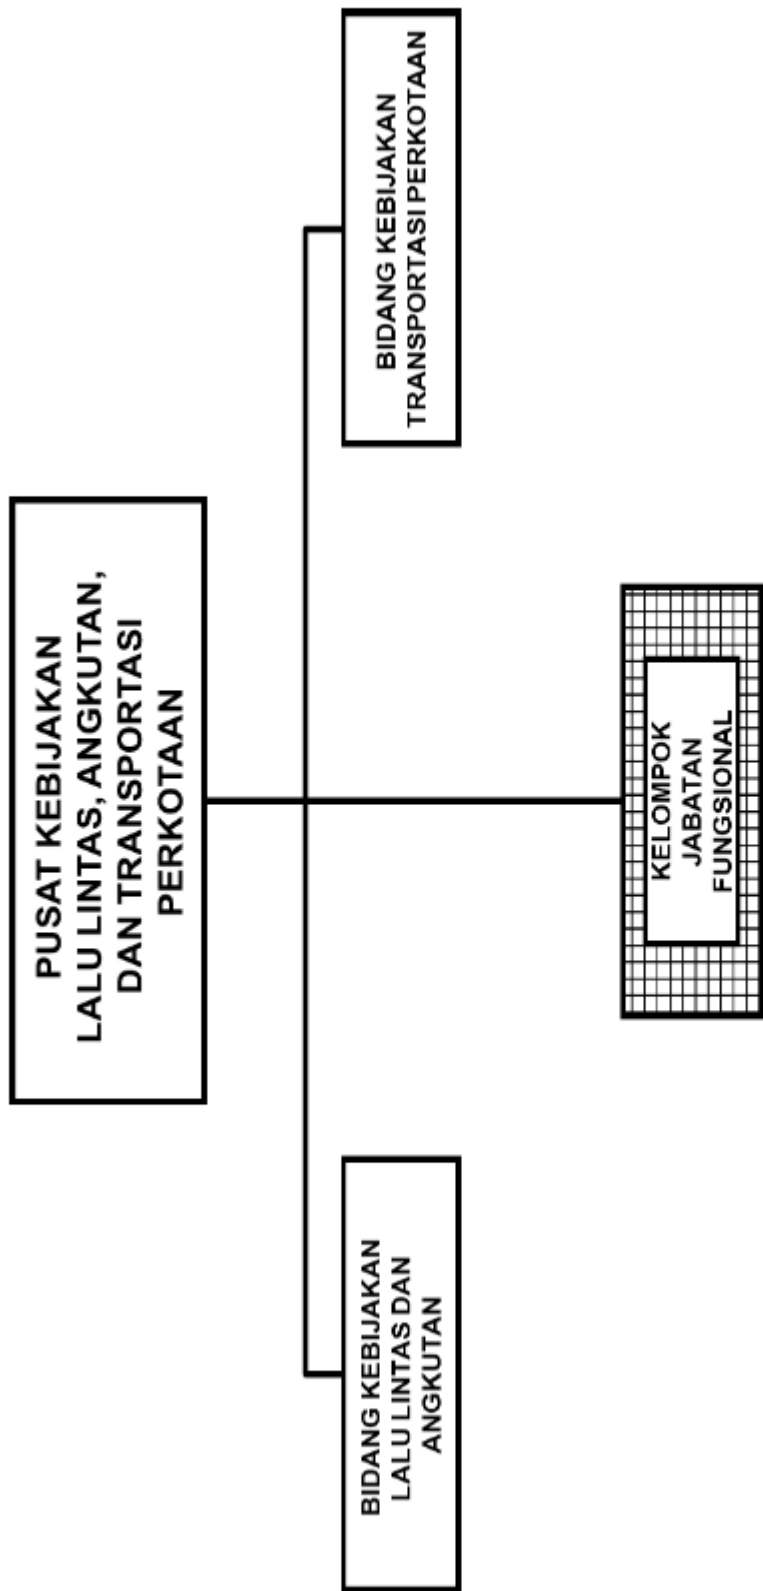 PUSAT KEBIJAKAN
LALU LINTAS, ANGKUTAN,
DAN TRANSPORTASI
PERKOTAAN
BIDANG KEBIJAKAN
LALU LINTAS DAN
ANGKUTAN
BIDANG KEBIJAKAN
TRANSPORTASI PERKOTAAN
KELOMPOK
JABATAN
FUNGSIONAL